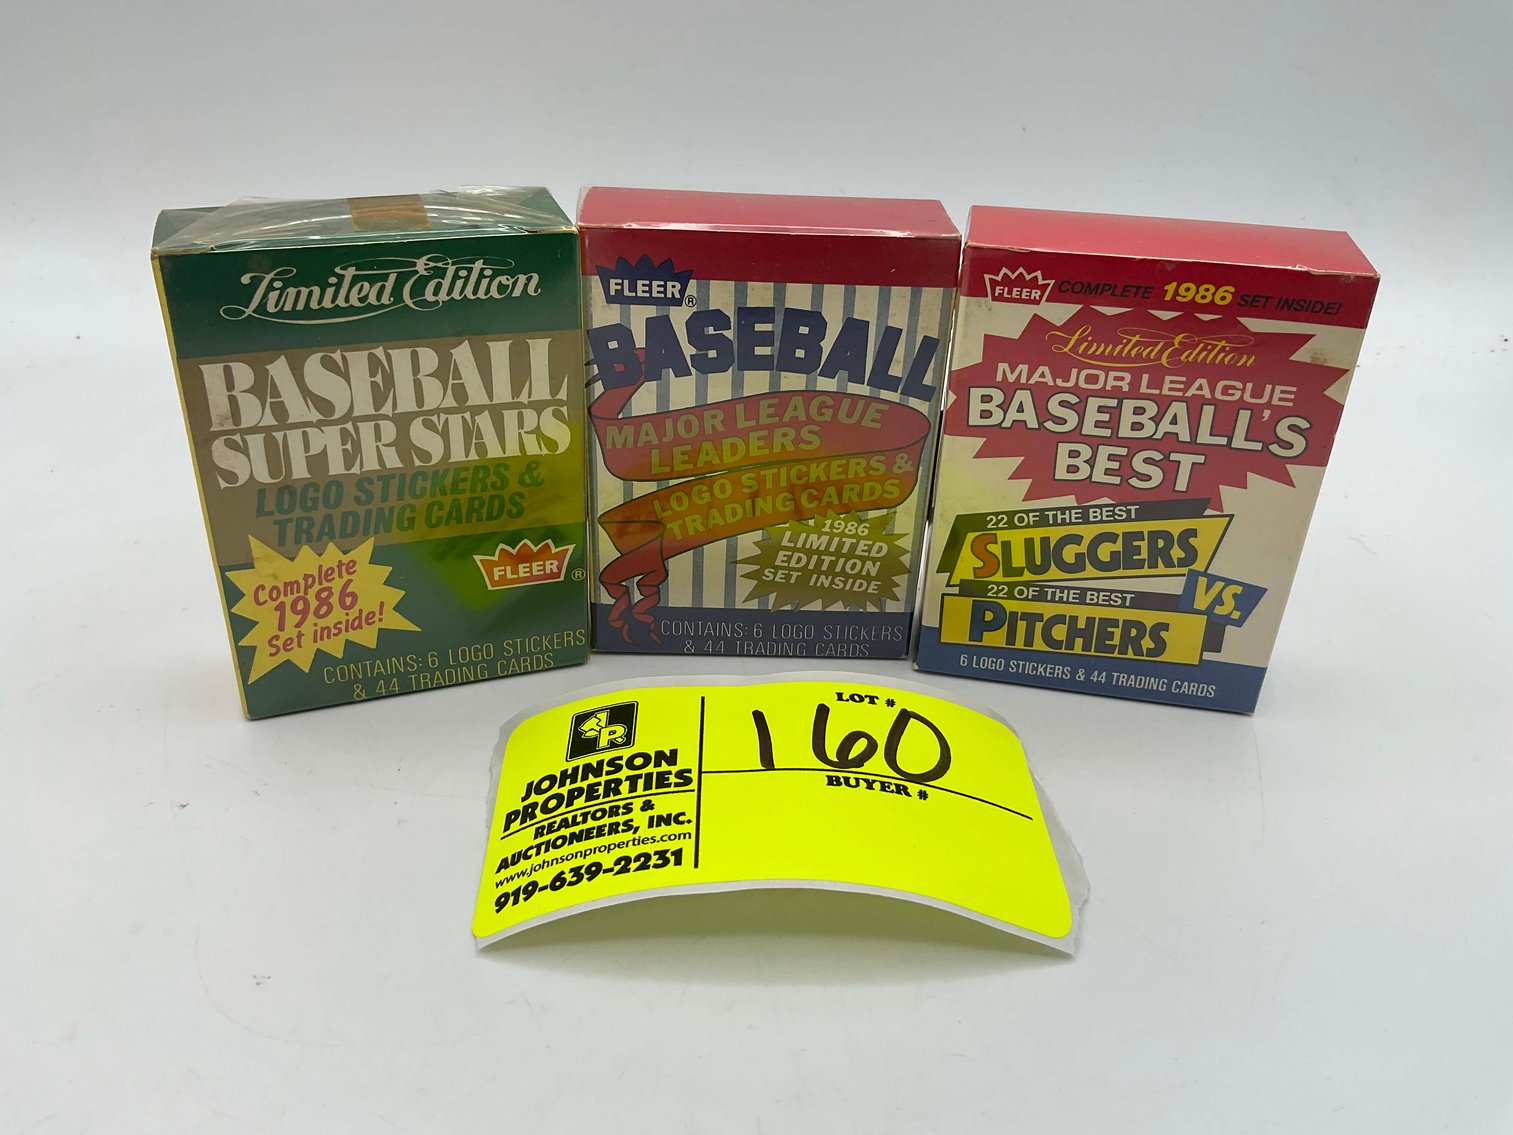 Limited Edition
BASEBALL
SUPER STARS
LOGO STICKERS &
TRADING CARDS
Complete
1986
Set inside!
FLEER®
CONTAINS: 6 LOGO STICKERS
& 44 TRADING CARDS
FLEER®
BASEBALL
MAJOR LEAGUE
LEADERS
LOGO STICKERS &
TRADING CARDS
1986
LIMITED
EDITION
SET INSIDE
CONTAINS: 6 LOGO STICKERS
& 44 TRADING CARDS
FLEER COMPLETE 1986 SET INSIDE!
Limited Edition
MAJOR LEAGUE
BASEBALL'S
BEST
22 OF THE BEST
SLUGGERS
VS.
22 OF THE BEST
PITCHERS
6 LOGO STICKERS & 44 TRADING CARDS
JPR
JOHNSON
PROPERTIES
REALTORS &
AUCTIONEERS, INC.
www.johnsonproperties.com
919-639-2231
LOT #
160
BUYER #